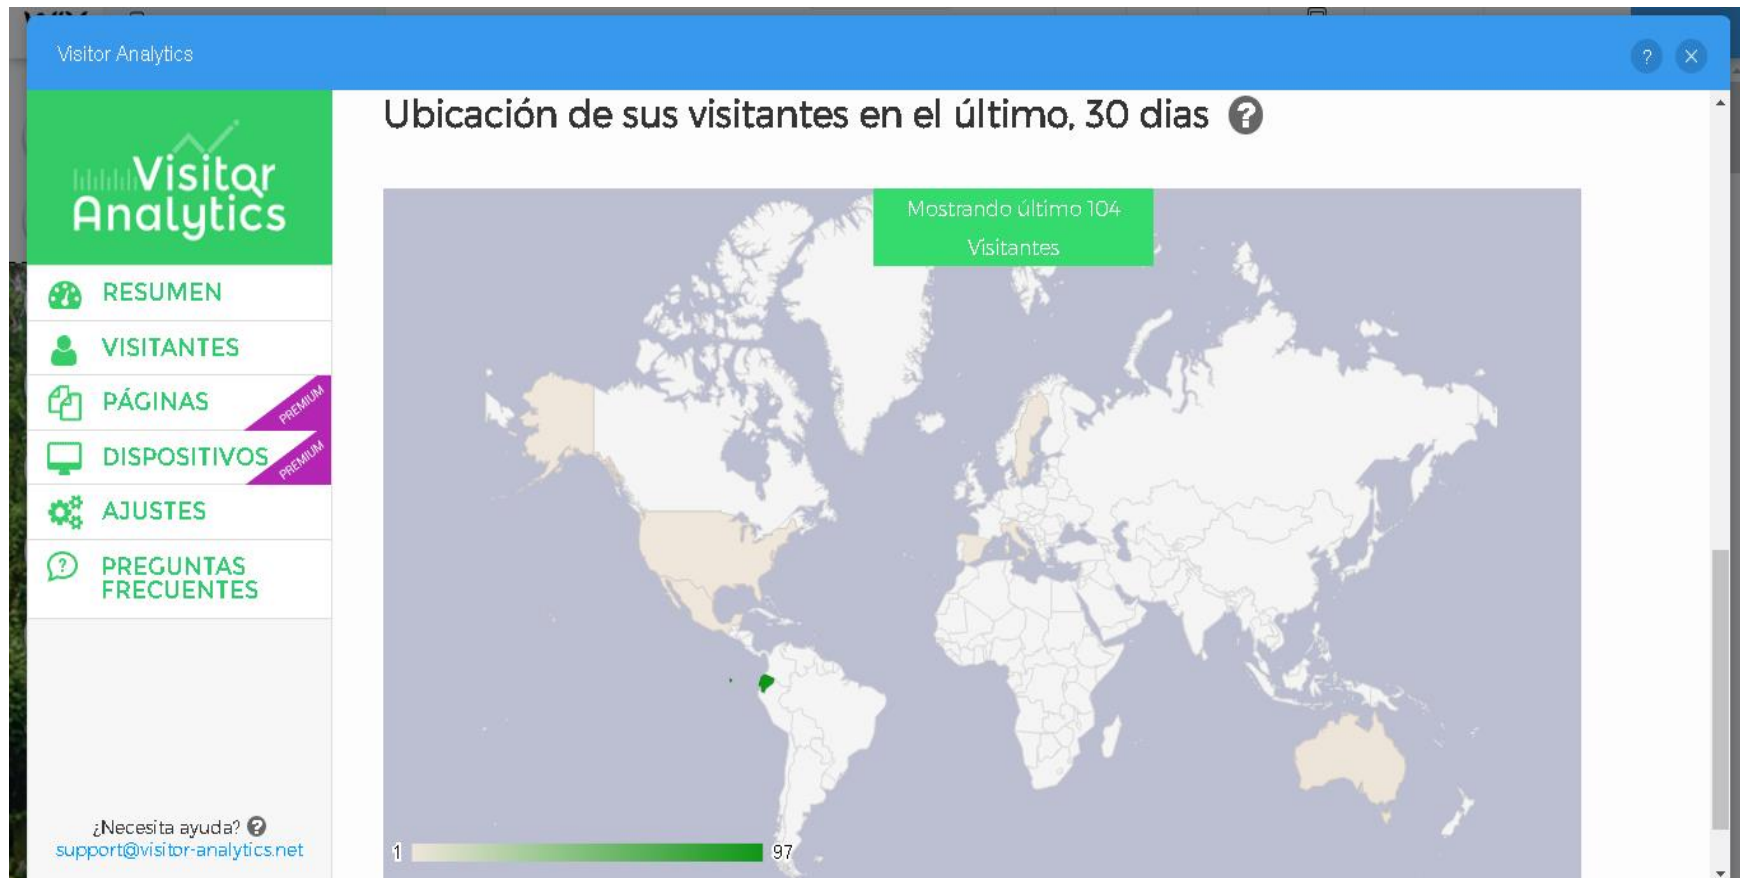 Visitor Analytics
?
Ubicación de sus visitantes en el último, 30 dias ?
Visitor
Analytics
Mostrando último 104
Visitantes
RESUMEN
VISITANTES
PÁGINAS
PREMIUM
DISPOSITIVOS
PREMIUM
AJUSTES
PREGUNTAS
FRECUENTES
¿Necesita ayuda? ?
support@visitor-analytics.net
1
97